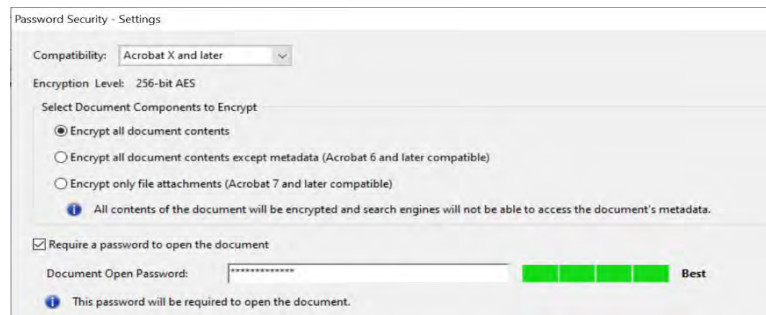 Password Security - Settings
Compatibility: Acrobat X and later
Encryption Level: 256-bit AES
Select Document Components to Encrypt
Encrypt all document contents
Encrypt all document contents except metadata (Acrobat 6 and later compatible)
Encrypt only file attachments (Acrobat 7 and later compatible)
All contents of the document will be encrypted and search engines will not be able to access the document's metadata.
Require a password to open the document
Document Open Password: ************* Best
This password will be required to open the document.